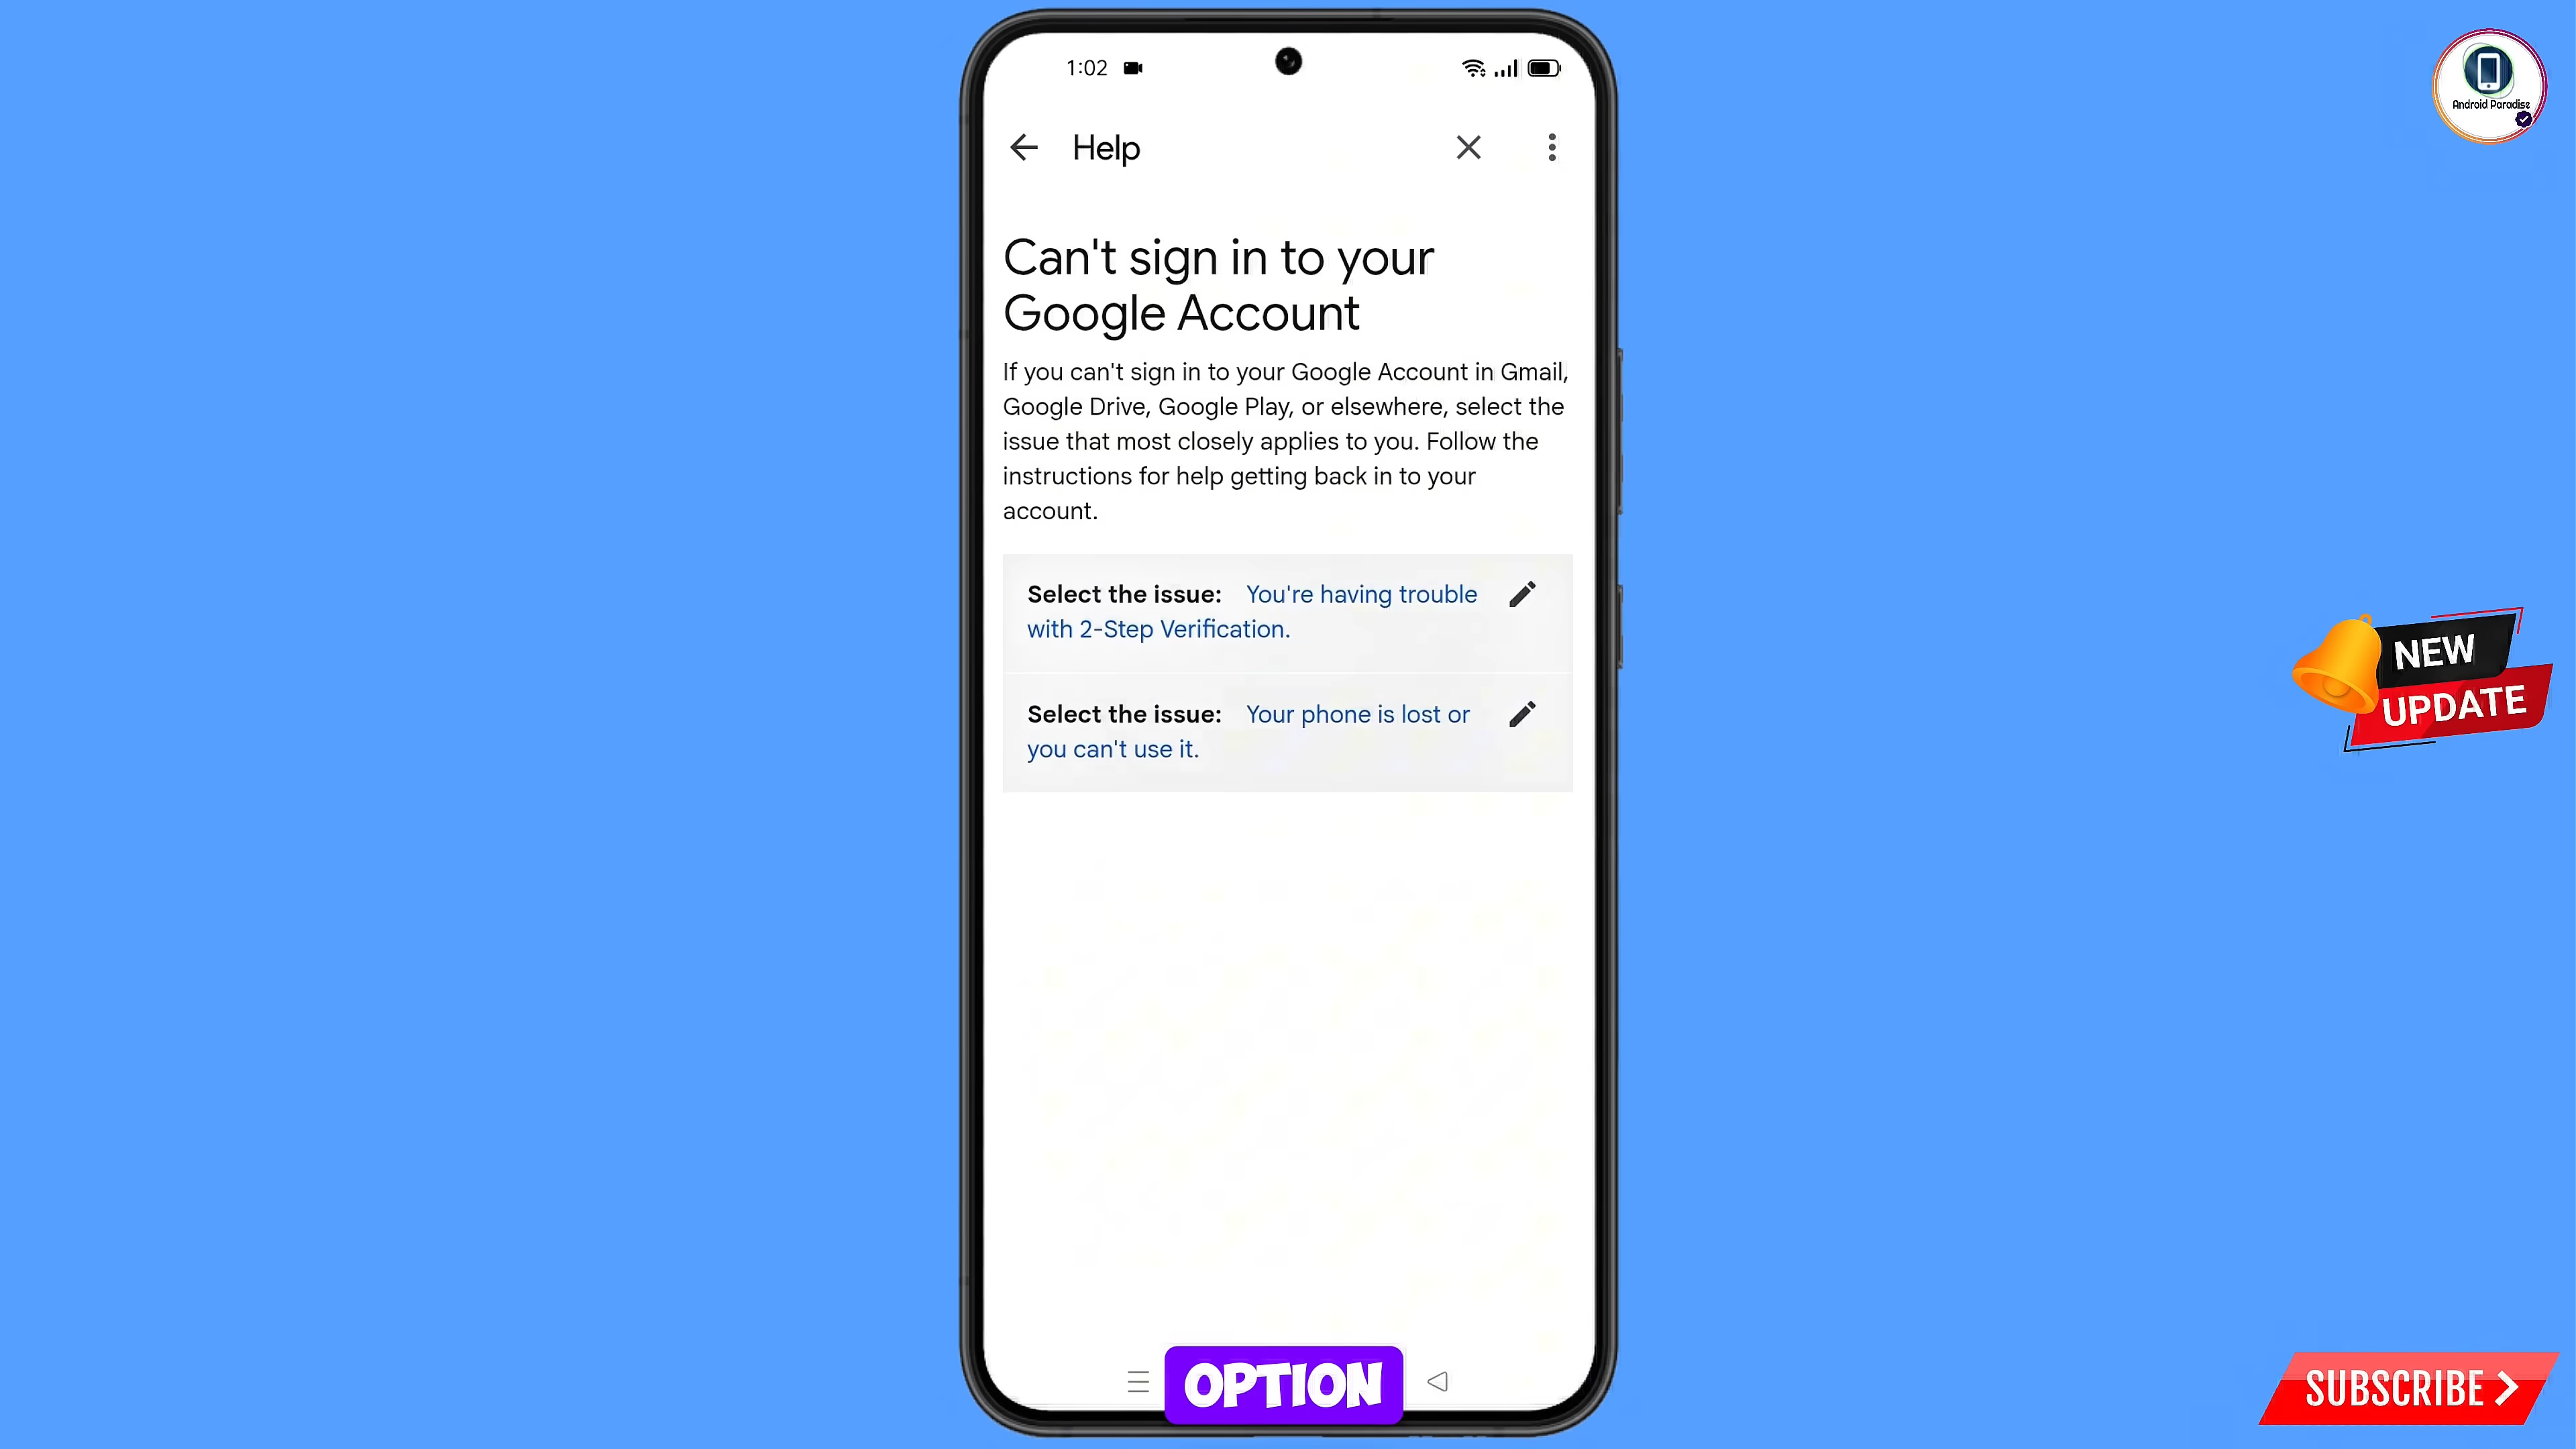 1:02
Help
Can't sign in to your
Google Account
If you can't sign in to your Google Account in Gmail,
Google Drive, Google Play, or elsewhere, select the
issue that most closely applies to you. Follow the
instructions for help getting back in to your
account.
Select the issue: You're having trouble
with 2-Step Verification.
Select the issue: Your phone is lost or
you can't use it.
OPTION
Android Paradise
NEW
UPDATE
SUBSCRIBE